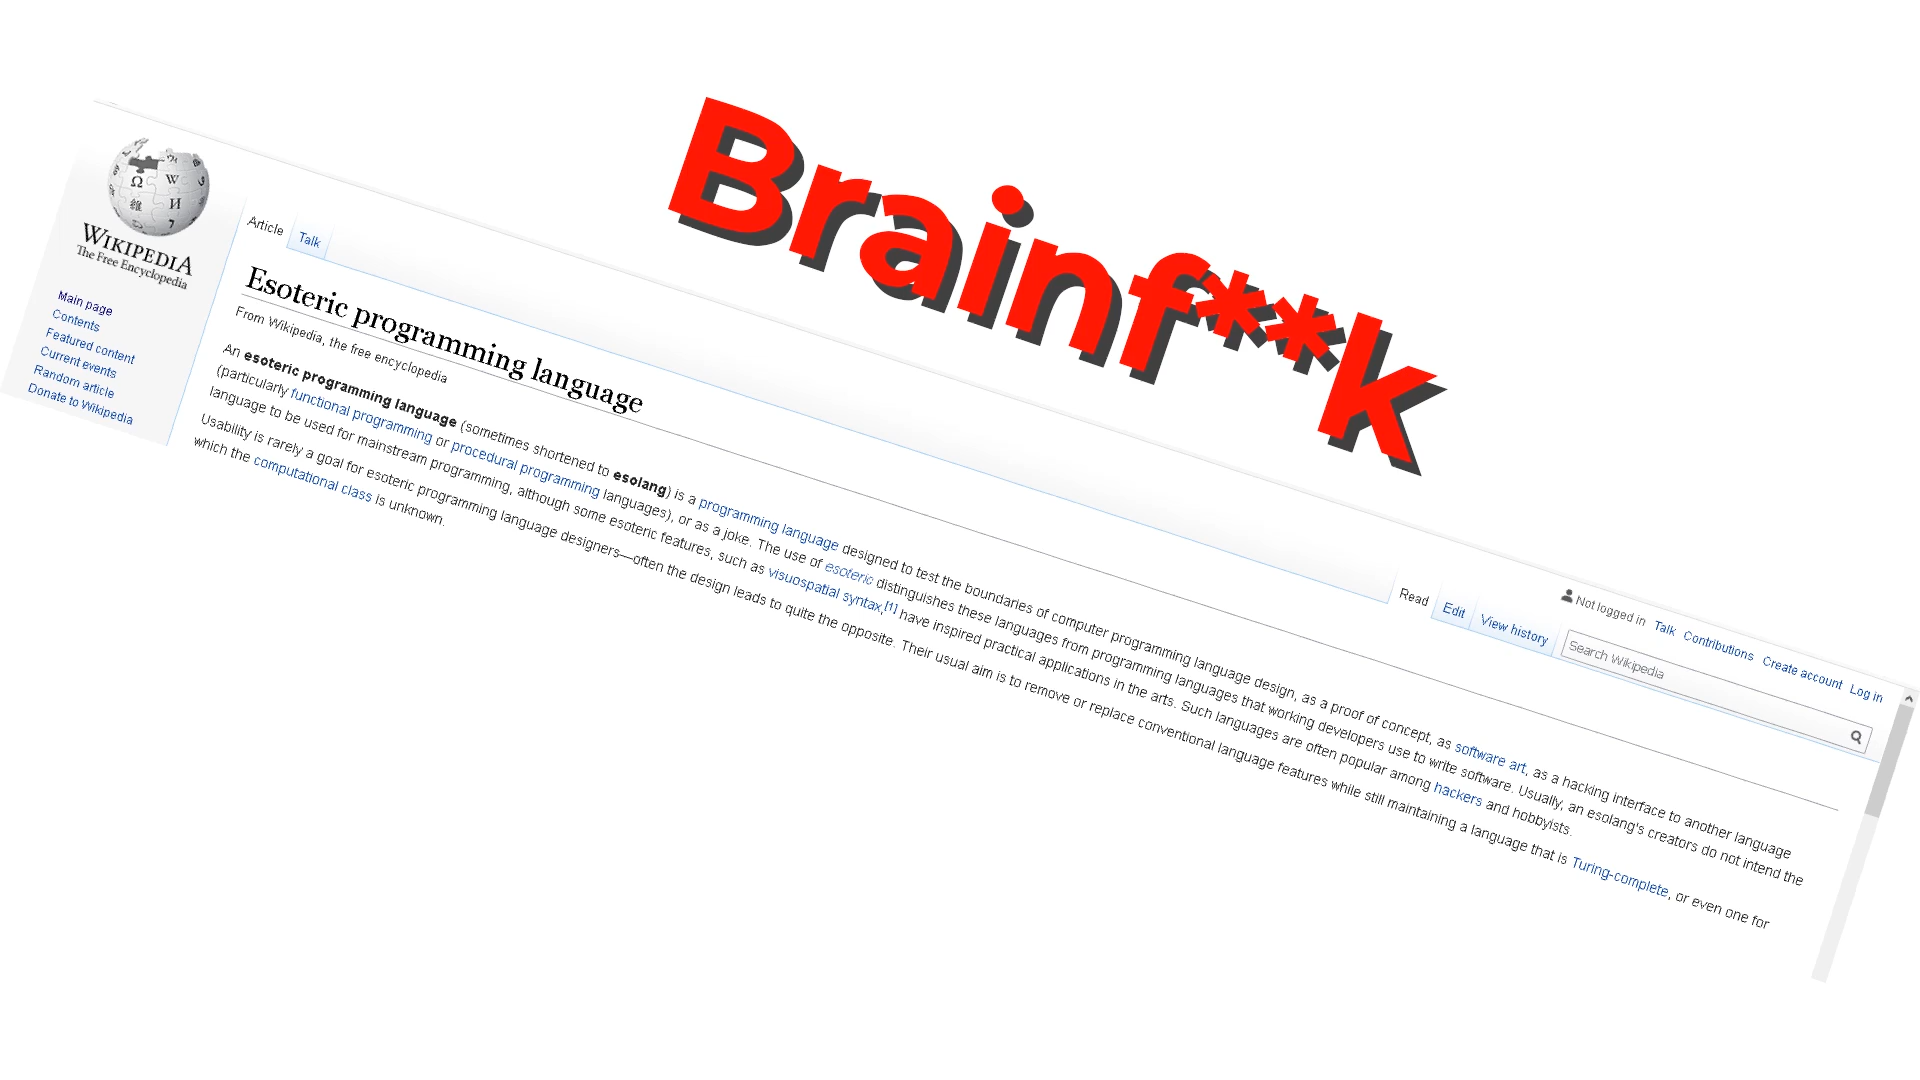 Brainf**k
WIKIPEDIA
The Free Encyclopedia
Main page
Contents
Featured content
Current events
Random article
Donate to Wikipedia
Not logged in Talk Contributions Create account Log in
Article Talk
Read Edit View history
Search Wikipedia
Esoteric programming language
From Wikipedia, the free encyclopedia
An esoteric programming language (sometimes shortened to esolang) is a programming language designed to test the boundaries of computer programming language design, as a proof of concept, as software art, as a hacking interface to another language
(particularly functional programming or procedural programming languages), or as a joke. The use of esoteric distinguishes these languages from programming languages that working developers use to write software. Usually, an esolang's creators do not intend the
language to be used for mainstream programming, although some esoteric features, such as visuospatial syntax,[1] have inspired practical applications in the arts. Such languages are often popular among hackers and hobbyists.
Usability is rarely a goal for esoteric programming language designers—often the design leads to quite the opposite. Their usual aim is to remove or replace conventional language features while still maintaining a language that is Turing-complete, or even one for
which the computational class is unknown.